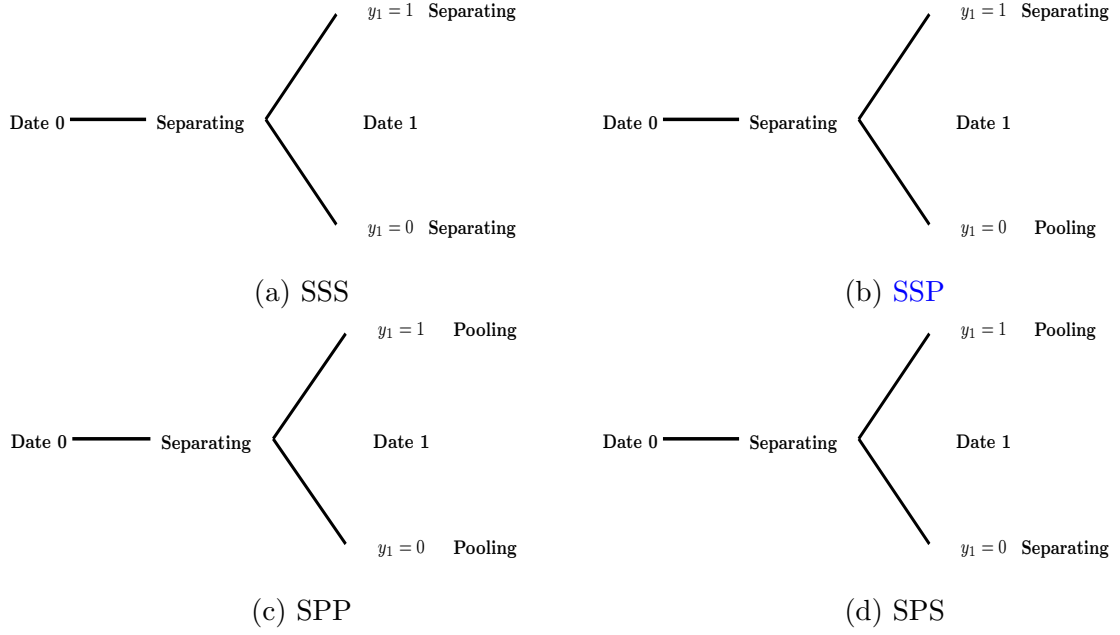 y₁ = 1 Separating
Date 0 Separating Date 1
y₁ = 0 Separating
(a) SSS
y₁ = 1 Separating
Date 0 Separating Date 1
y₁ = 0 Pooling
(b) SSP
y₁ = 1 Pooling
Date 0 Separating Date 1
y₁ = 0 Pooling
(c) SPP
y₁ = 1 Pooling
Date 0 Separating Date 1
y₁ = 0 Separating
(d) SPS